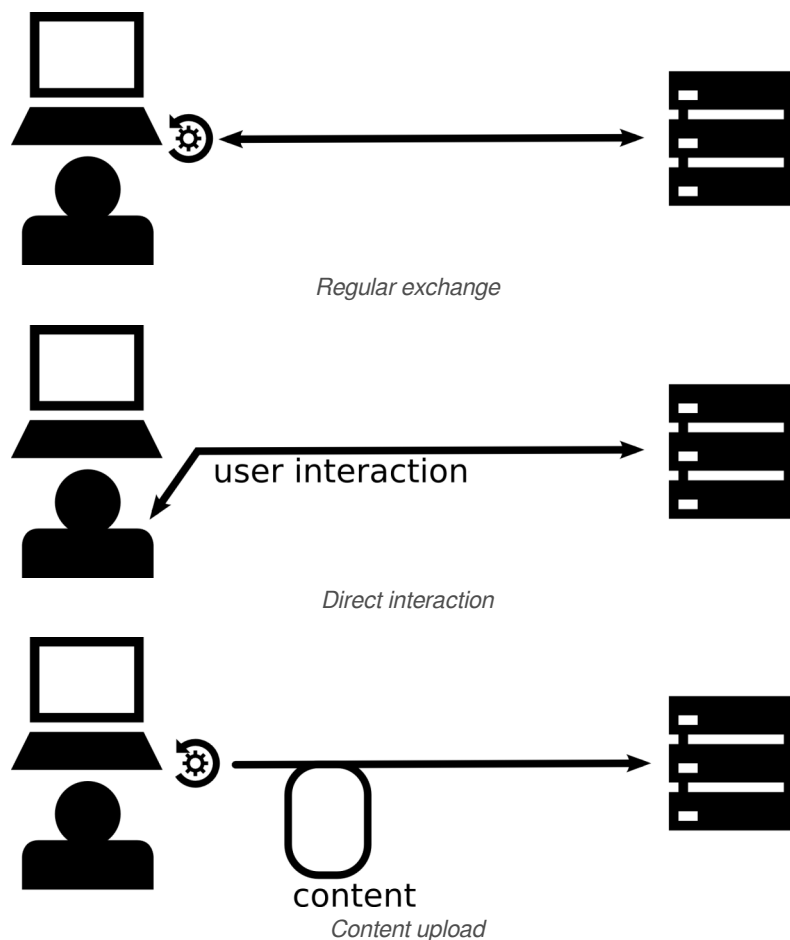 Regular exchange
user interaction
Direct interaction
content
Content upload